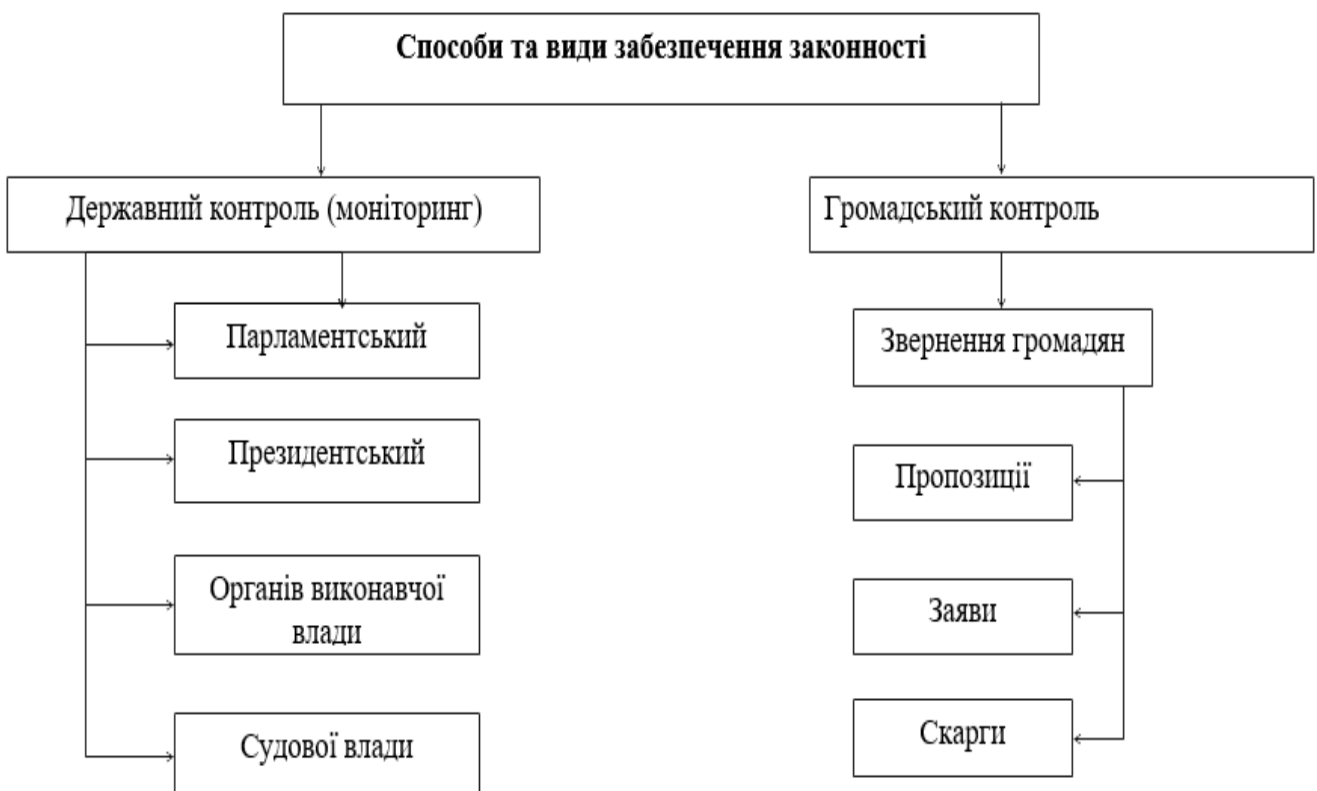 Способи та види забезпечення законності
Державний контроль (моніторинг)
Громадський контроль
Парламентський
Звернення громадян
Президентський
Пропозиції
Органів виконавчої
влади
Заяви
Судової влади
Скарги